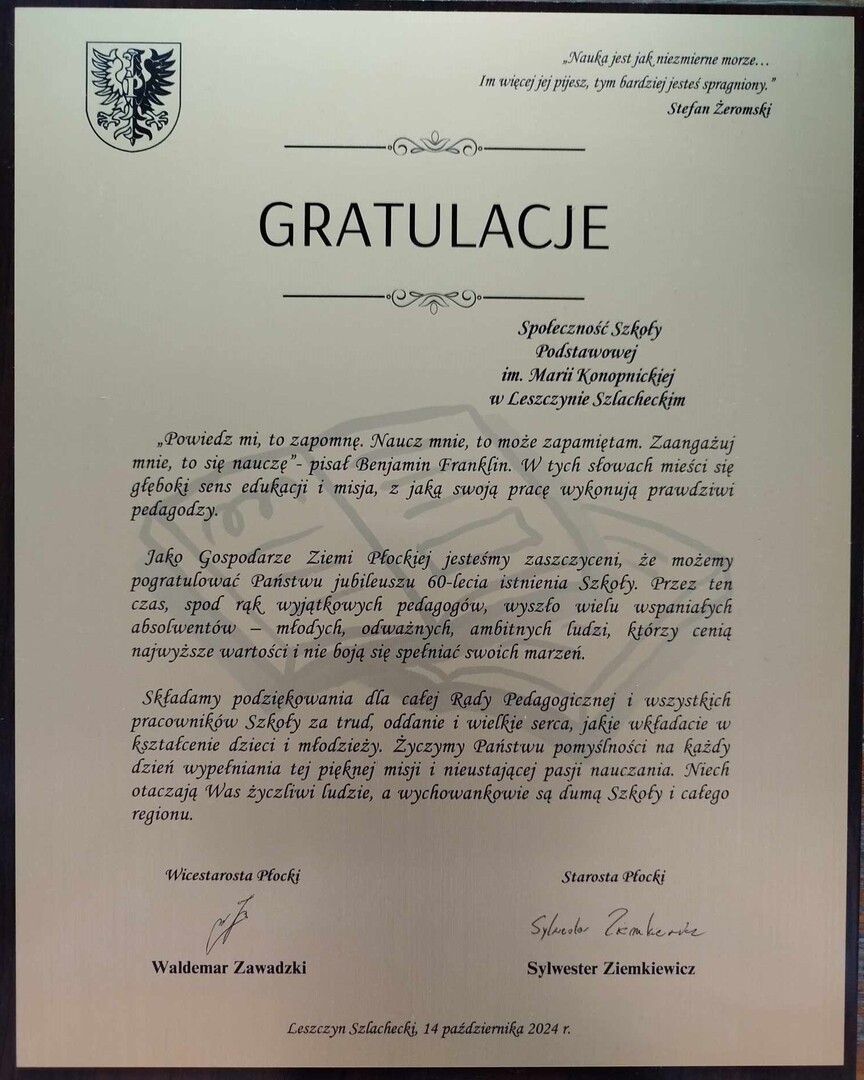 „Nauka jest jak niezmierne morze…
Im więcej jej pijesz, tym bardziej jesteś spragniony.”
Stefan Żeromski
GRATULACJE
Społeczność Szkoły
Podstawowej
im. Marii Konopnickiej
w Leszczynie Szlacheckim
„Powiedz mi, to zapomnę. Naucz mnie, to może zapamiętam. Zaangażuj
mnie, to się nauczę”- pisał Benjamin Franklin. W tych słowach mieści się
głęboki sens edukacji i misja, z jaką swoją pracę wykonują prawdziwi
pedagodzy.
Jako Gospodarze Ziemi Płockiej jesteśmy zaszczyceni, że możemy
pogratulować Państwu jubileuszu 60-lecia istnienia Szkoły. Przez ten
czas, spod rąk wyjątkowych pedagogów, wyszło wielu wspaniałych
absolwentów – młodych, odważnych, ambitnych ludzi, którzy cenią
najwyższe wartości i nie boją się spełniać swoich marzeń.
Składamy podziękowania dla całej Rady Pedagogicznej i wszystkich
pracowników Szkoły za trud, oddanie i wielkie serca, jakie wkładacie w
kształcenie dzieci i młodzieży. Życzymy Państwu pomyślności na każdy
dzień wypełniania tej pięknej misji i nieustającej pasji nauczania. Niech
otaczają Was życzliwi ludzie, a wychowankowie są dumą Szkoły i całego
regionu.
Wicestarosta Płocki Starosta Płocki
Sylwester Ziemkiewicz
Waldemar Zawadzki Sylwester Ziemkiewicz
Leszczyn Szlachecki, 14 października 2024 r.